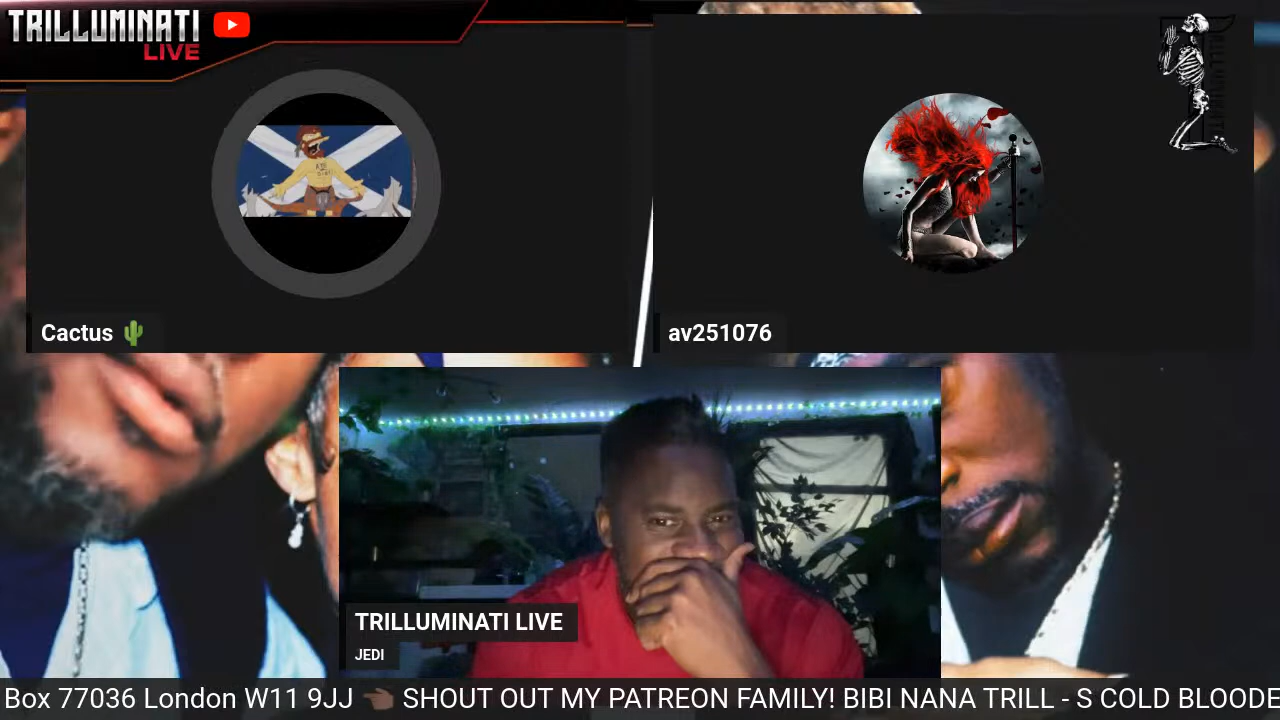 TRILLUMINATI
LIVE
Cactus 🌵
av251076
TRILLUMINATI LIVE
JEDI
Box 77036 London W11 9JJ 👈🏾 SHOUT OUT MY PATREON FAMILY! BIBI NANA TRILL - S COLD BLOODE